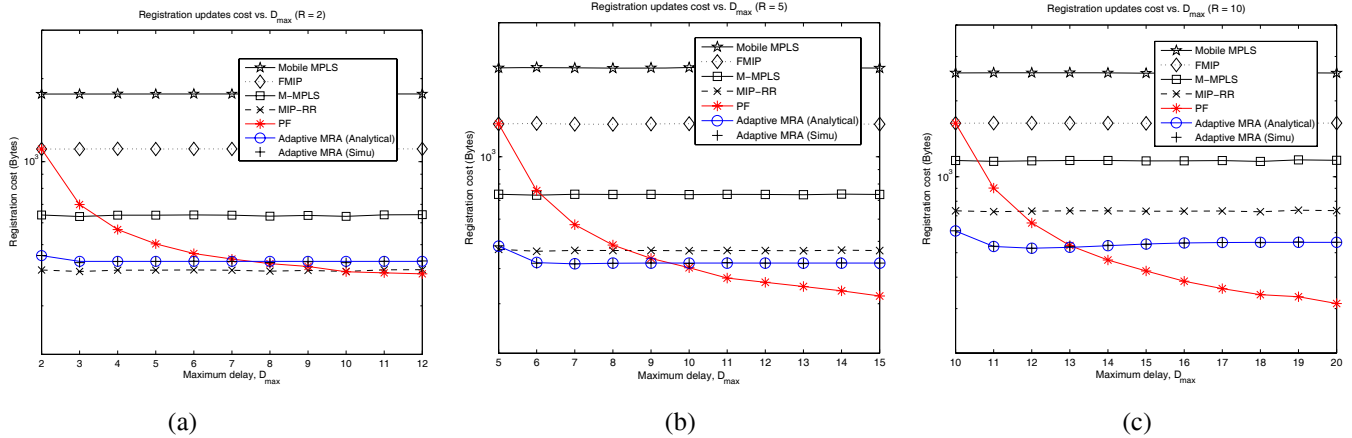 Registration updates cost vs. D_max (R = 2)
Registration cost (Bytes)
10^3
Mobile MPLS
FMIP
M−MPLS
MIP−RR
PF
Adaptive MRA (Analytical)
Adaptive MRA (Simu)
2 3 4 5 6 7 8 9 10 11 12
Maximum delay, D_max
(a)
Registration updates cost vs. D_max (R = 5)
Registration cost (Bytes)
10^3
Mobile MPLS
FMIP
M−MPLS
MIP−RR
PF
Adaptive MRA (Analytical)
Adaptive MRA (Simu)
5 6 7 8 9 10 11 12 13 14 15
Maximum delay, D_max
(b)
Registration updates cost vs. D_max (R = 10)
Registration cost (Bytes)
10^3
Mobile MPLS
FMIP
M−MPLS
MIP−RR
PF
Adaptive MRA (Analytical)
Adaptive MRA (Simu)
10 11 12 13 14 15 16 17 18 19 20
Maximum delay, D_max
(c)